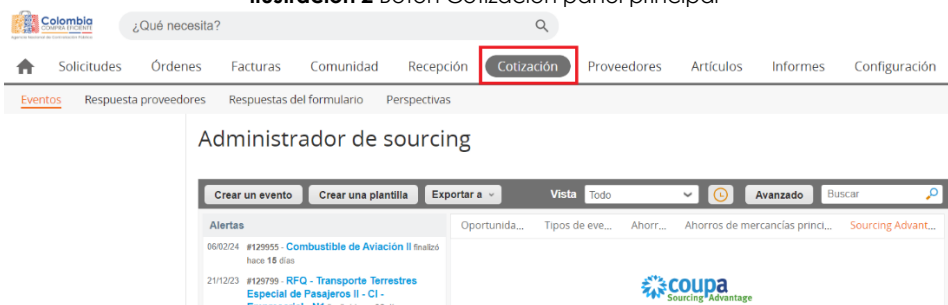 Ilustración 2 Botón Cotización panel principal
Colombia
COMPRA EFICIENTE
¿Qué necesita?
Solicitudes Órdenes Facturas Comunidad Recepción Cotización Proveedores Artículos Informes Configuración
Eventos Respuesta proveedores Respuestas del formulario Perspectivas
Administrador de sourcing
Crear un evento Crear una plantilla Exportar a Vista Todo Avanzado Buscar
Alertas Oportunida... Tipos de eve... Ahorr... Ahorros de mercancías princi... Sourcing Advant...
06/02/24 #129955 - Combustible de Aviación II finalizó
hace 15 días
21/12/23 #129799 - RFQ - Transporte Terrestres
Especial de Pasajeros II - CI -
coupa
Sourcing Advantage